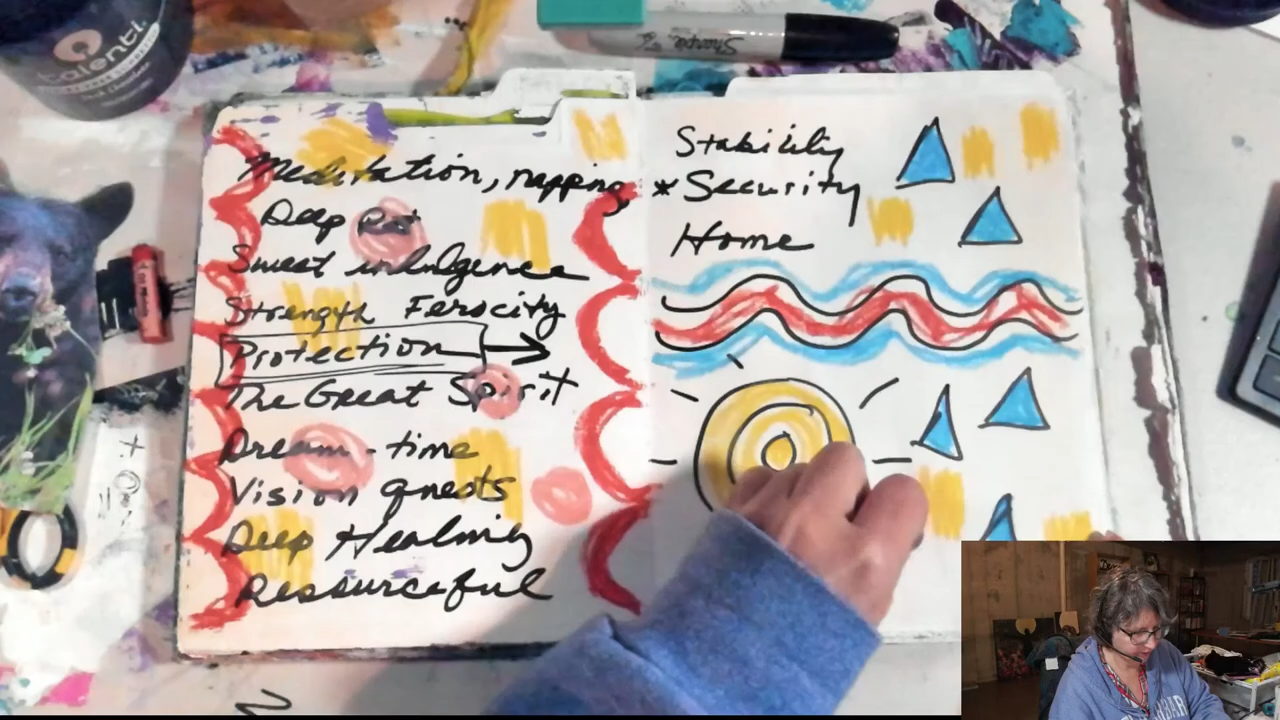 talenti
Sharpie
Meditation, napping
Deep Rest
Sweet indulgence
Strength Ferocity
Protection
The Great Spirit
Dream-time
Vision quests
Deep Healing
Resourceful
Stability
* Security
Home